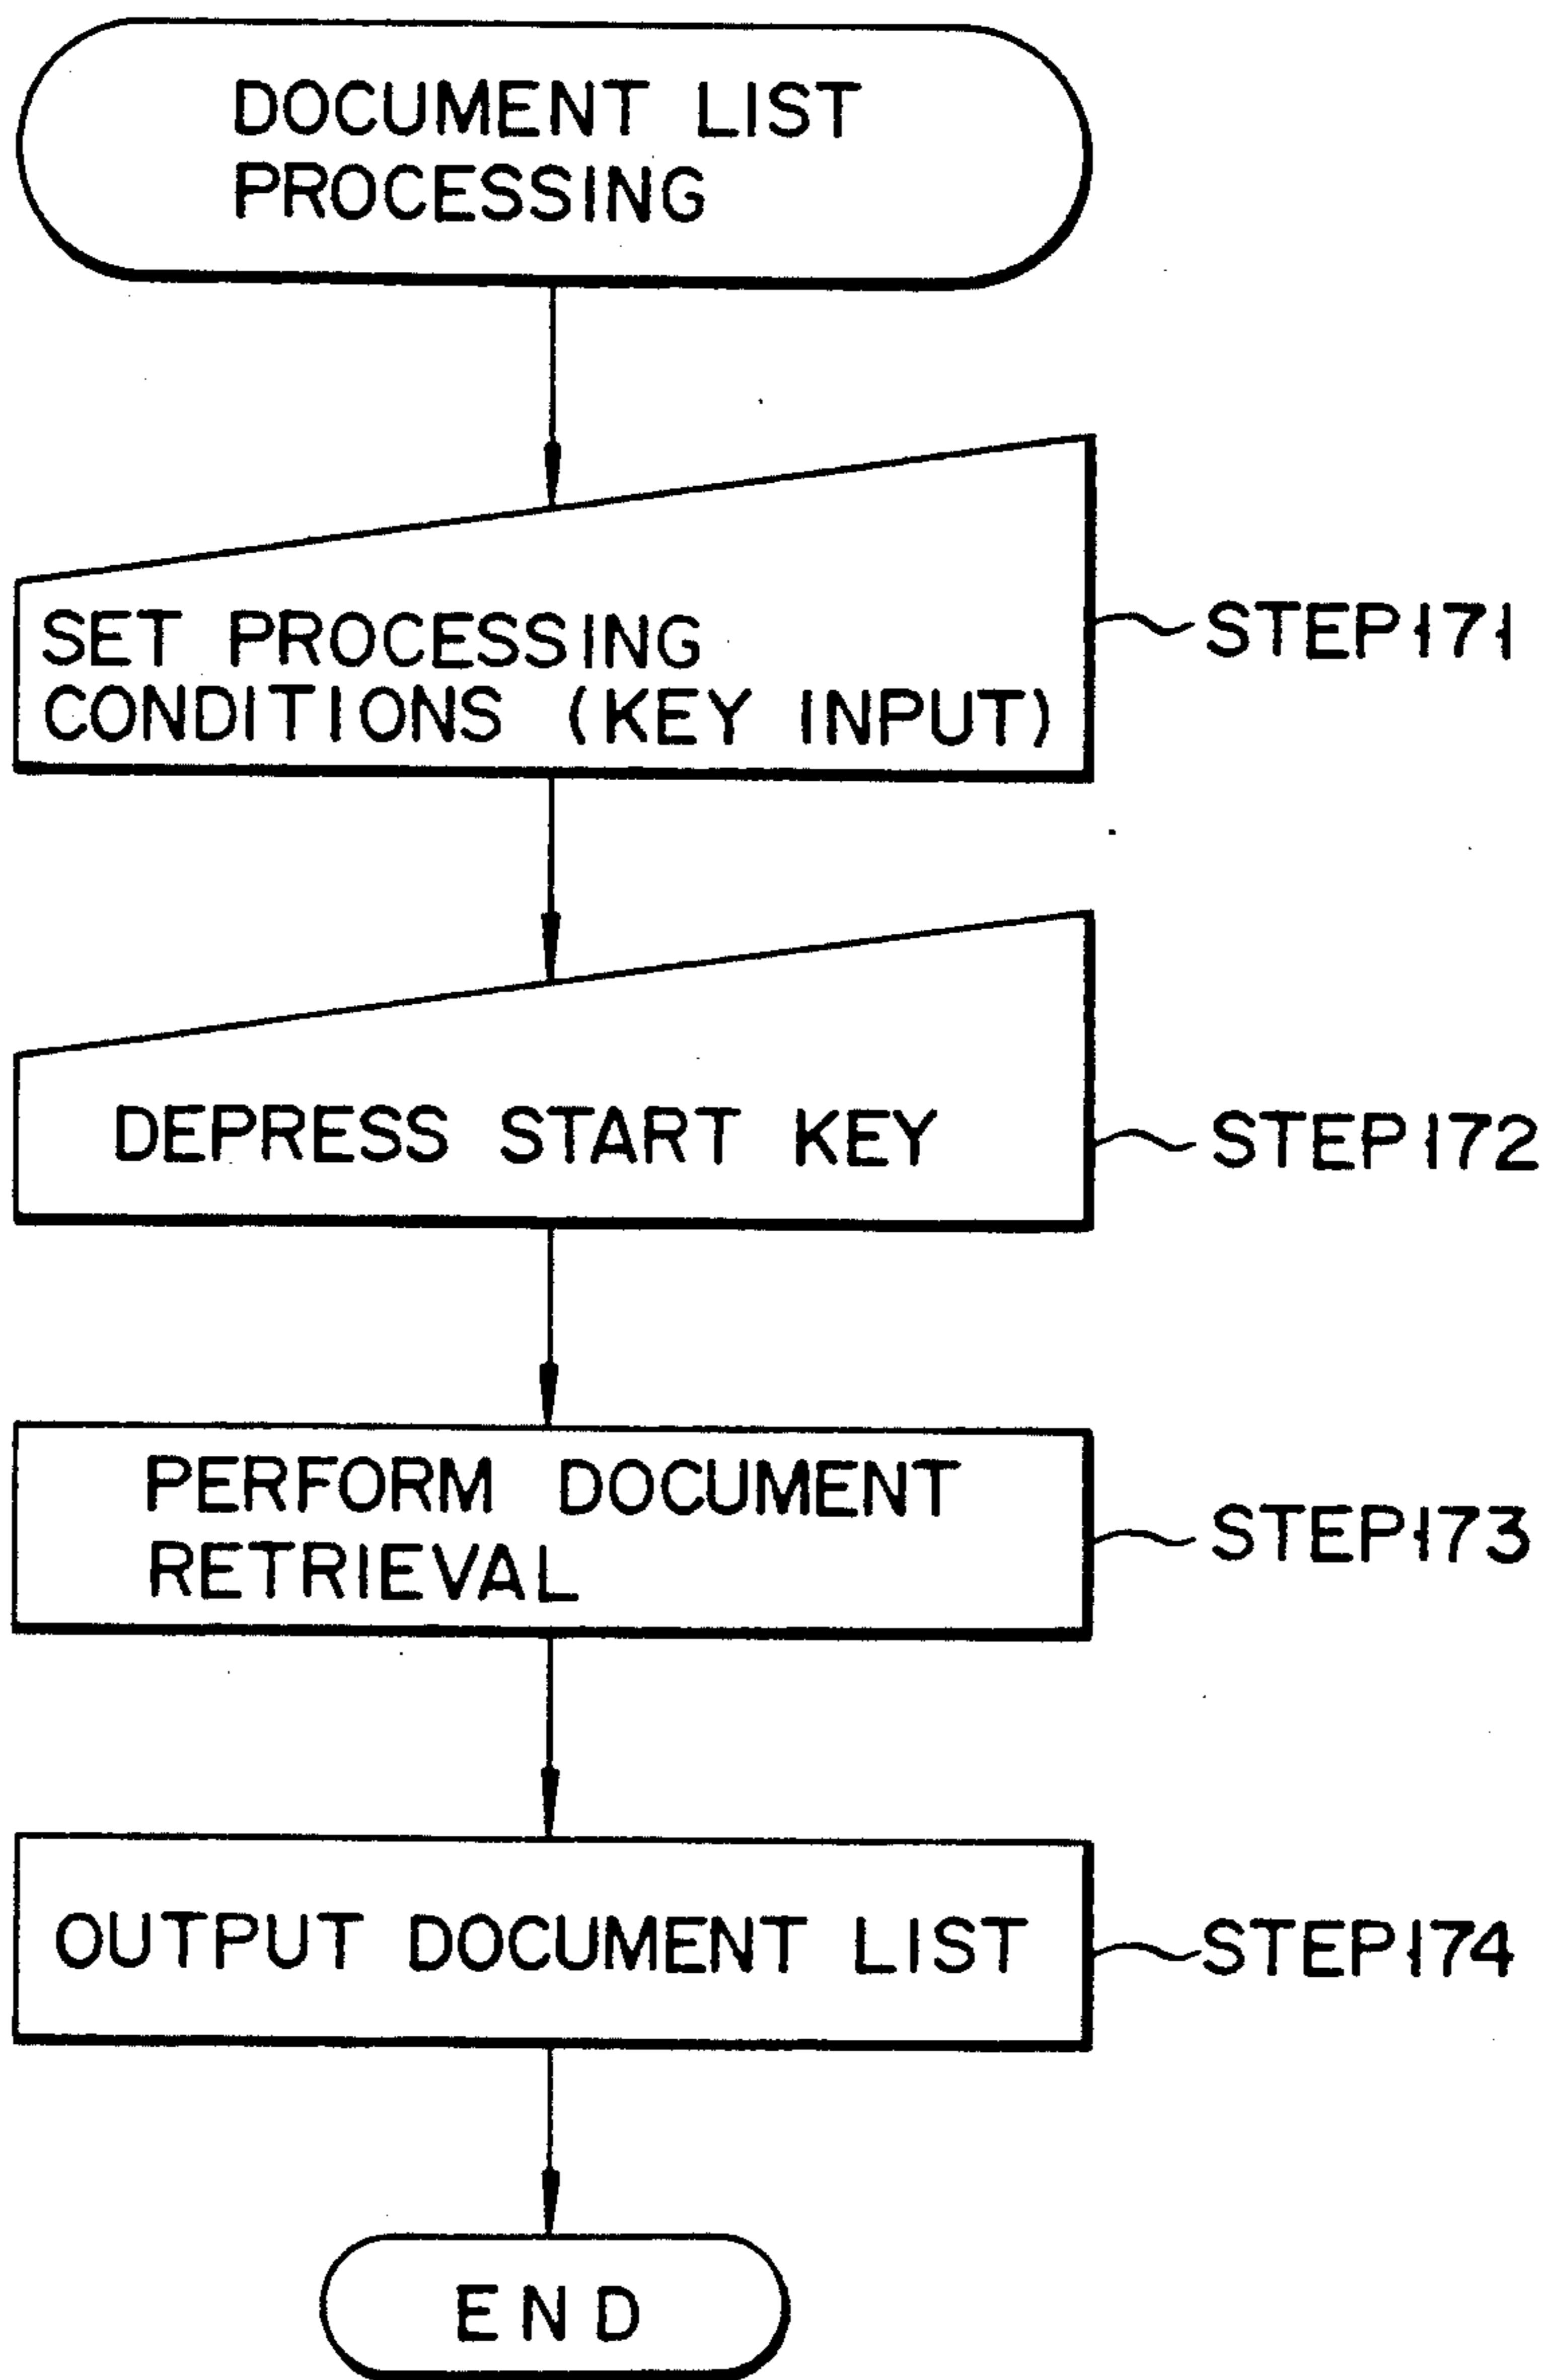 DOCUMENT LIST
PROCESSING
SET PROCESSING
CONDITIONS (KEY INPUT)
STEP171
DEPRESS START KEY
STEP172
PERFORM DOCUMENT
RETRIEVAL
STEP173
OUTPUT DOCUMENT LIST
STEP174
END